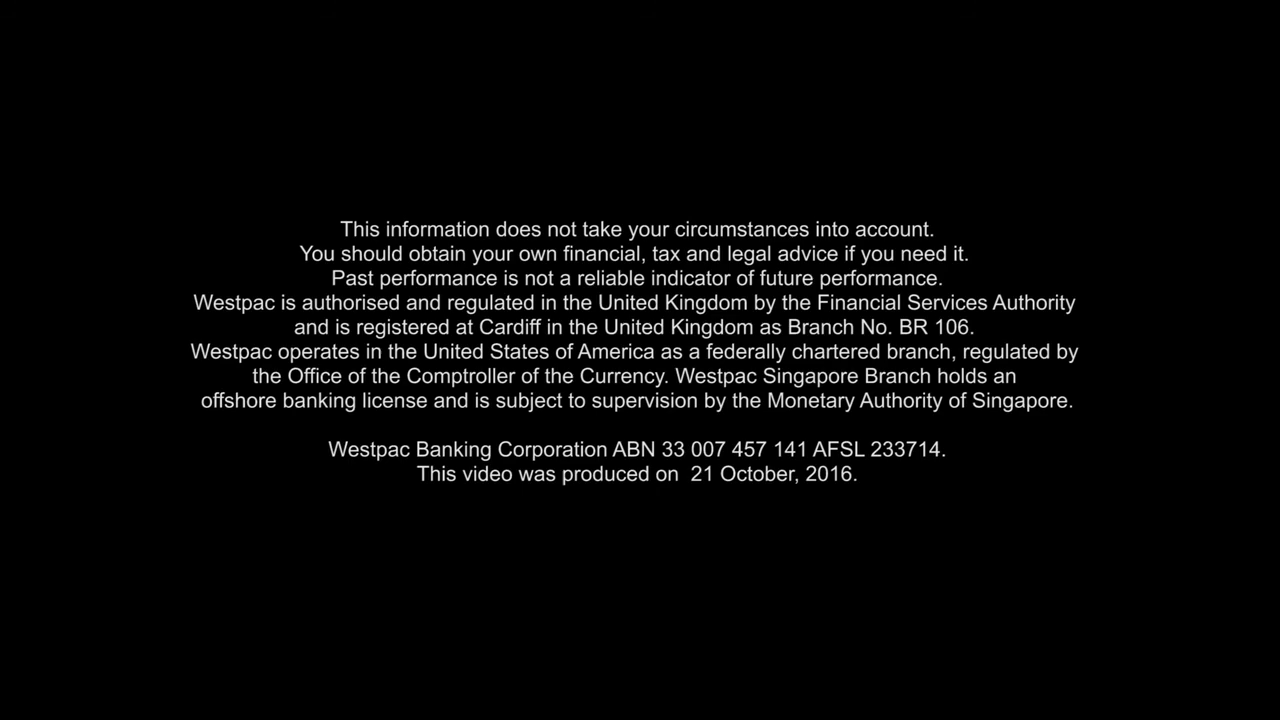 This information does not take your circumstances into account.
You should obtain your own financial, tax and legal advice if you need it.
Past performance is not a reliable indicator of future performance.
Westpac is authorised and regulated in the United Kingdom by the Financial Services Authority
and is registered at Cardiff in the United Kingdom as Branch No. BR 106.
Westpac operates in the United States of America as a federally chartered branch, regulated by
the Office of the Comptroller of the Currency. Westpac Singapore Branch holds an
offshore banking license and is subject to supervision by the Monetary Authority of Singapore.
Westpac Banking Corporation ABN 33 007 457 141 AFSL 233714.
This video was produced on  21 October, 2016.